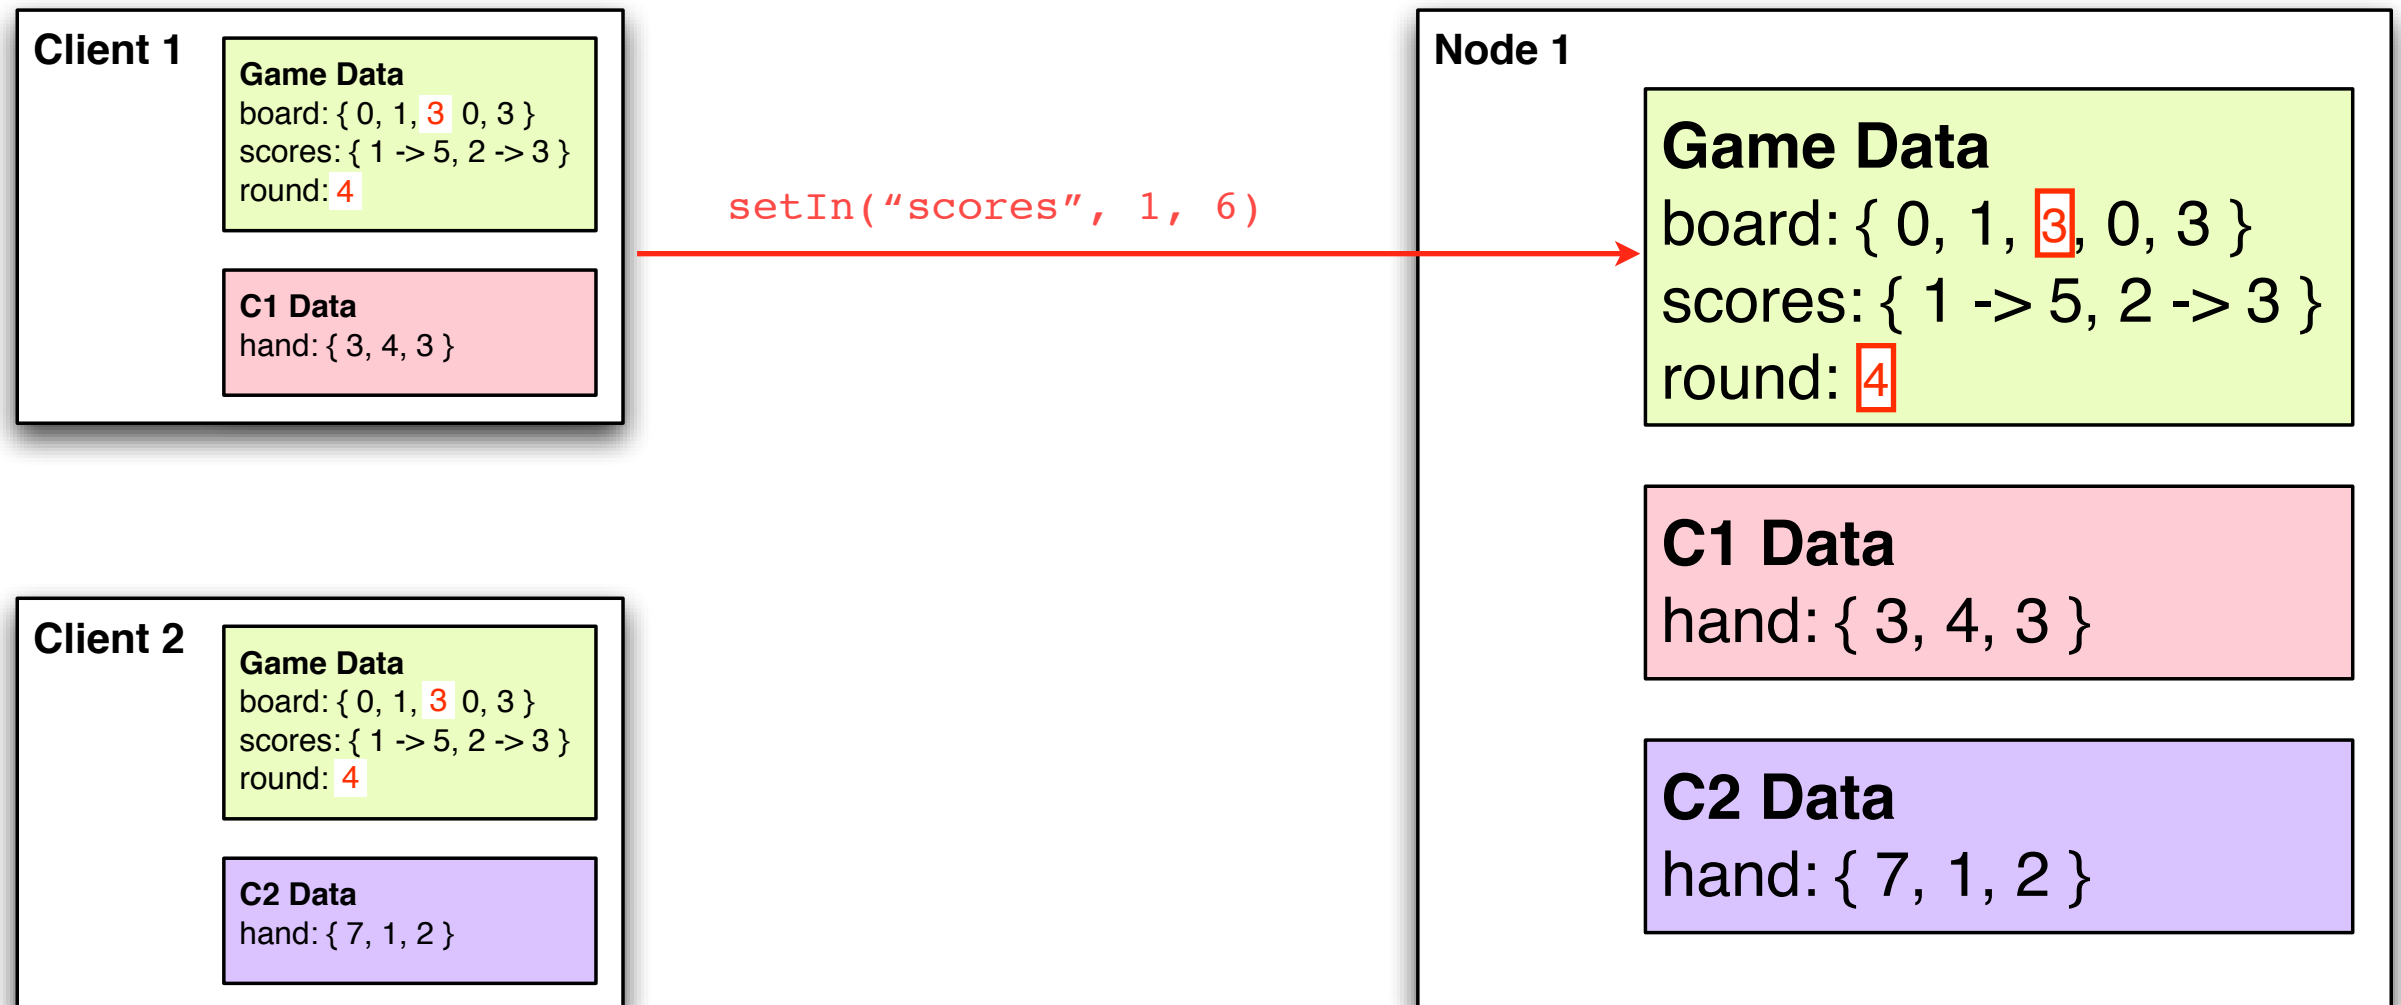 Client 1
Game Data
board: { 0, 1, 3 0, 3 }
scores: { 1 -> 5, 2 -> 3 }
round: 4
C1 Data
hand: { 3, 4, 3 }
setIn(“scores”, 1, 6)
Client 2
Game Data
board: { 0, 1, 3 0, 3 }
scores: { 1 -> 5, 2 -> 3 }
round: 4
C2 Data
hand: { 7, 1, 2 }
Node 1
Game Data
board: { 0, 1, 3, 0, 3 }
scores: { 1 -> 5, 2 -> 3 }
round: 4
C1 Data
hand: { 3, 4, 3 }
C2 Data
hand: { 7, 1, 2 }